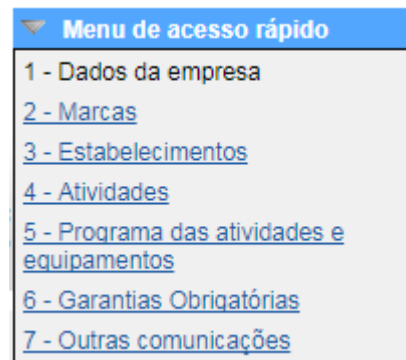 Menu de acesso rápido
1 - Dados da empresa
2 - Marcas
3 - Estabelecimentos
4 - Atividades
5 - Programa das atividades e
equipamentos
6 - Garantias Obrigatórias
7 - Outras comunicações